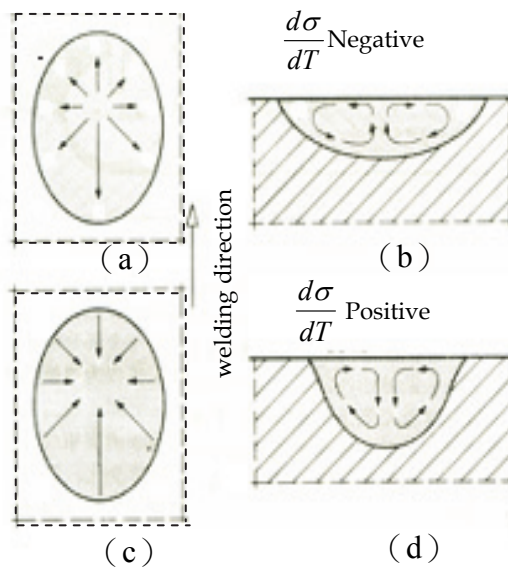 dσ/dT Negative
(a)
(b)
welding direction
dσ/dT Positive
(c)
(d)